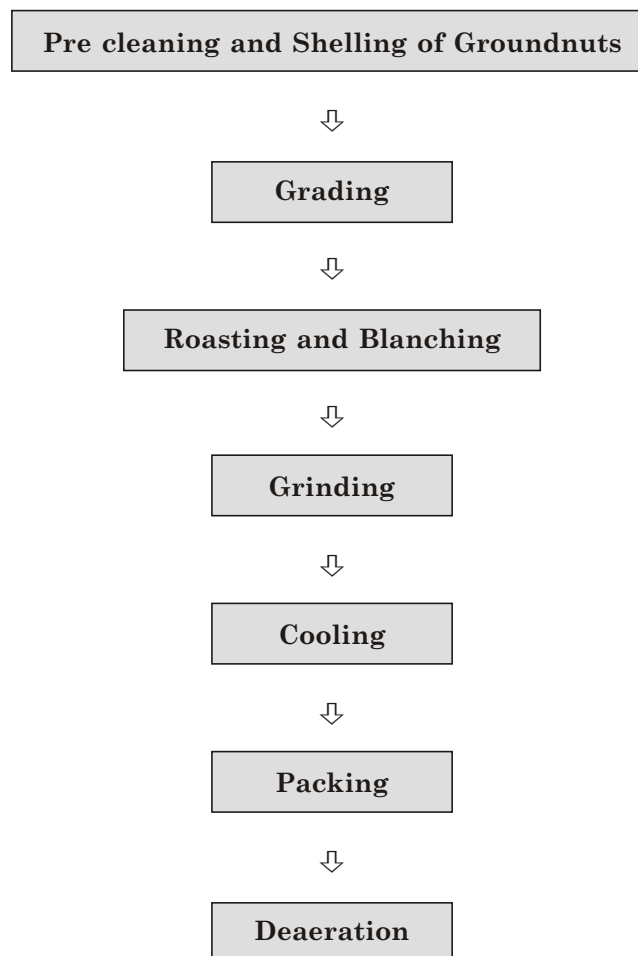 Pre cleaning and Shelling of Groundnuts
Grading
Roasting and Blanching
Grinding
Cooling
Packing
Deaeration